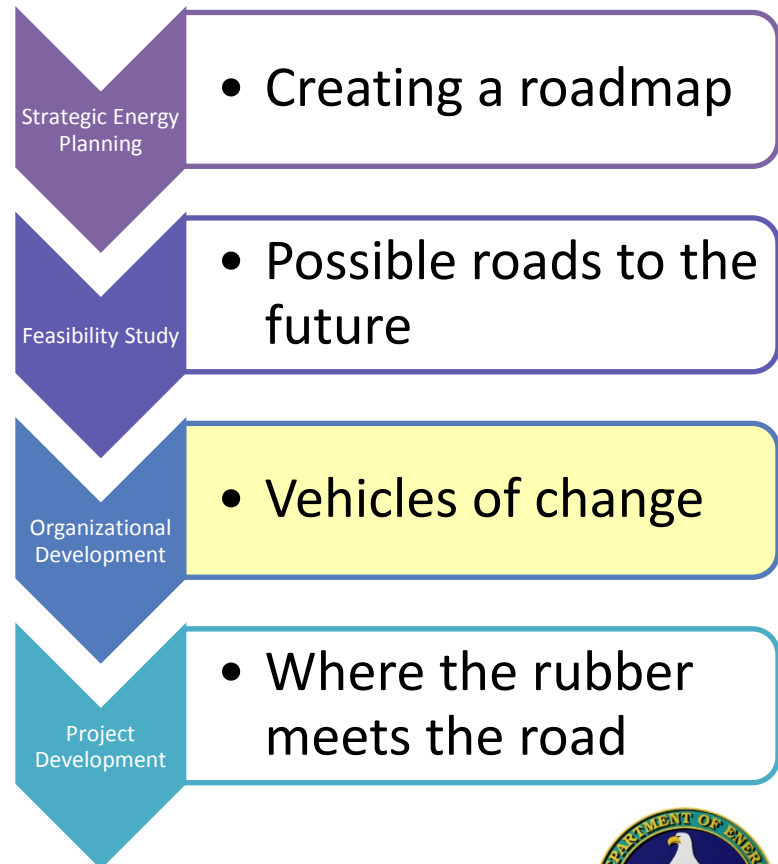 Strategic Energy
Planning
• Creating a roadmap
Feasibility Study
• Possible roads to the
future
Organizational
Development
• Vehicles of change
Project
Development
• Where the rubber
meets the road